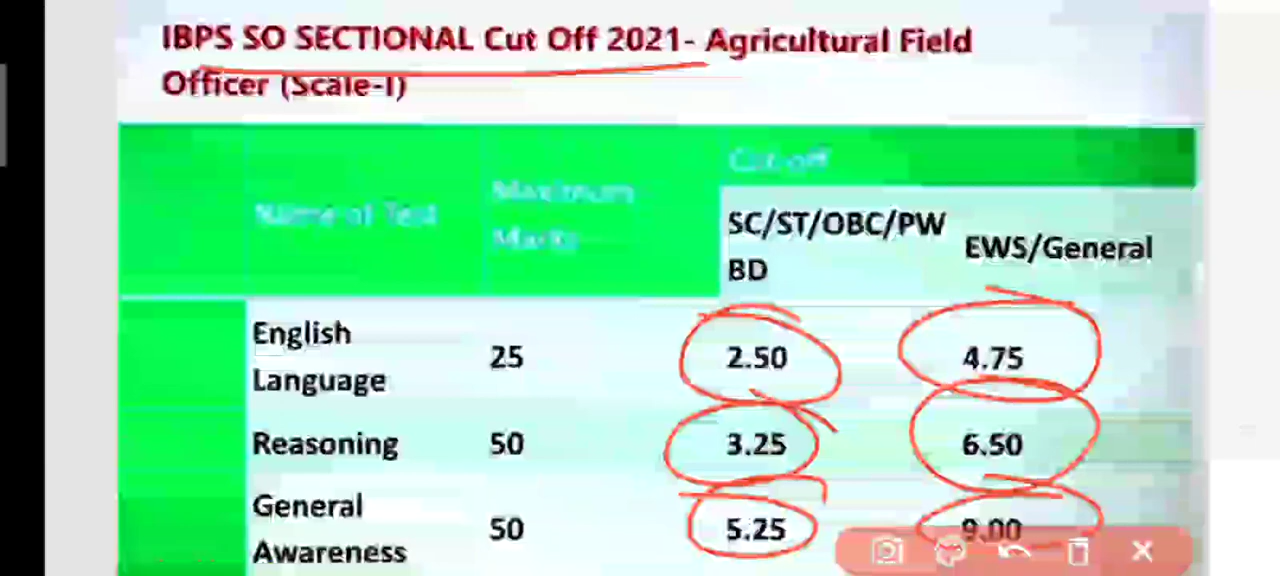 IBPS SO SECTIONAL Cut Off 2021- Agricultural Field
Officer (Scale-I)
Cut-off
Name of Test
Maximum
Marks
SC/ST/OBC/PW
BD
EWS/General
English
Language
25
2.50
4.75
Reasoning
50
3.25
6.50
General
Awareness
50
5.25
9.00